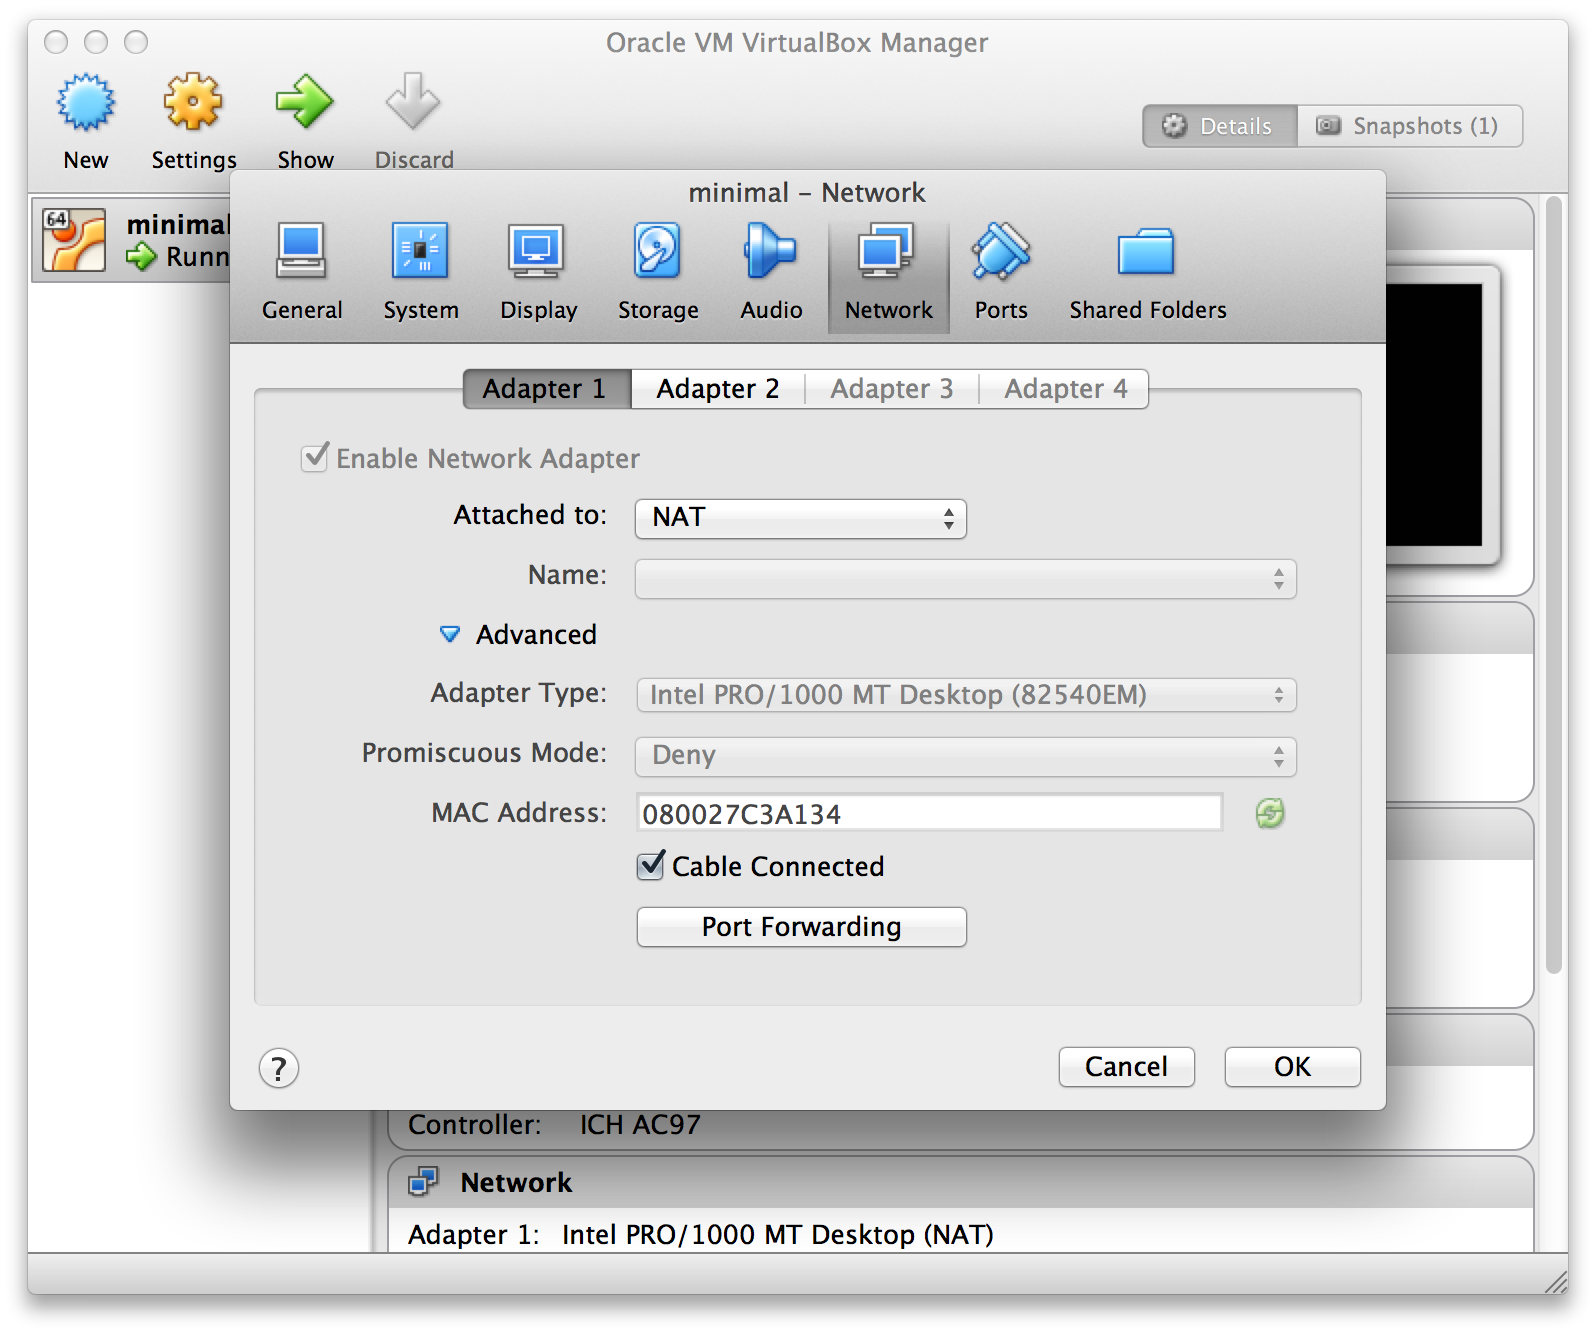 Oracle VM VirtualBox Manager
New Settings Show Discard
Details Snapshots (1)
minimal – Network
64 minimal
Runn
General System Display Storage Audio Network Ports Shared Folders
Adapter 1 Adapter 2 Adapter 3 Adapter 4
Enable Network Adapter
Attached to: NAT
Name:
Advanced
Adapter Type: Intel PRO/1000 MT Desktop (82540EM)
Promiscuous Mode: Deny
MAC Address: 080027C3A134
Cable Connected
Port Forwarding
? Cancel OK
Controller: ICH AC97
Network
Adapter 1: Intel PRO/1000 MT Desktop (NAT)